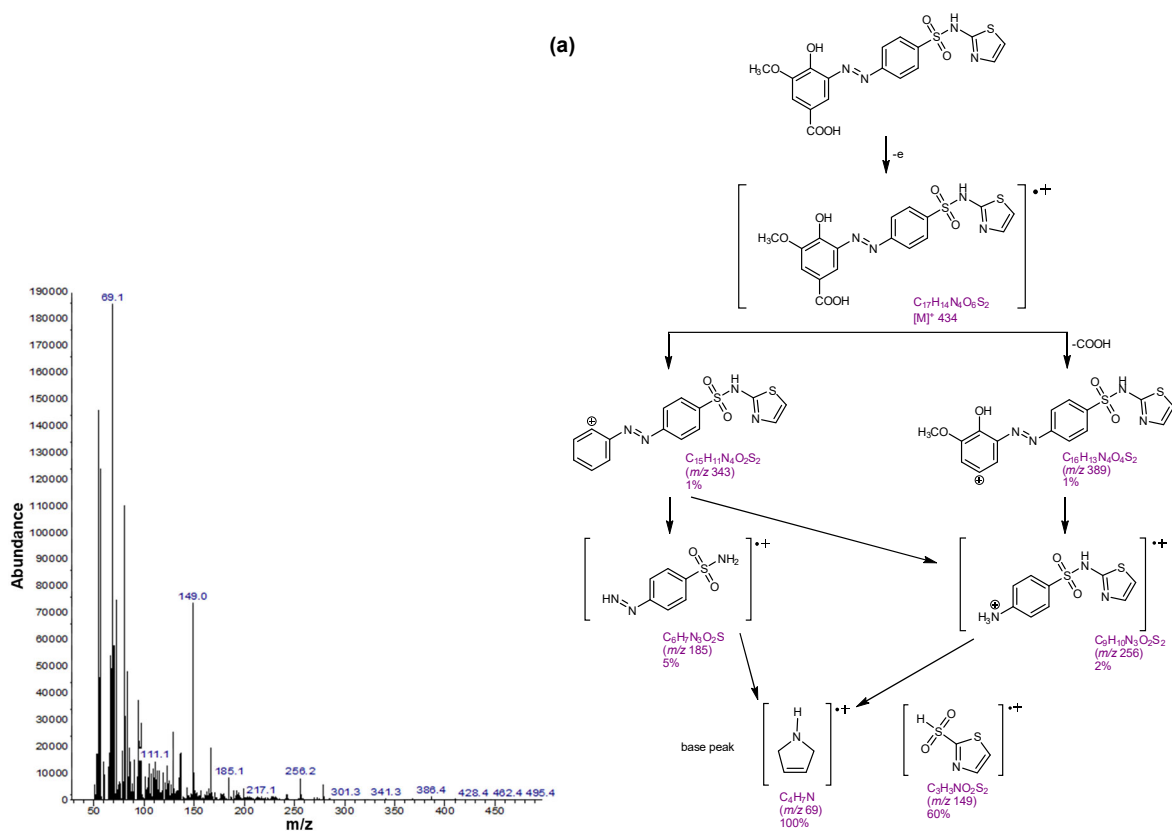 (a)
H
N
S
O
O
S
N
OH
H3CO
N
N
COOH
-e
H
N
S
O
O
S
N
OH
H3CO
N
N
COOH
•+
C17H14N4O6S2
[M]+ 434
-COOH
H
N
S
O
O
S
N
N
N
⊕
C15H11N4O2S2
(m/z 343)
1%
H
N
S
O
O
S
N
OH
H3CO
N
N
⊕
C16H13N4O4S2
(m/z 389)
1%
O
NH2
S
O
HN
N
•+
C6H7N3O2S
(m/z 185)
5%
H
N
S
O
O
S
N
⊕
H3N
•+
C9H10N3O2S2
(m/z 256)
2%
base peak
H
N
•+
C4H7N
(m/z 69)
100%
H
O
S
O
S
N
•+
C3H3NO2S2
(m/z 149)
60%
Abundance
190000
180000
170000
160000
150000
140000
130000
120000
110000
100000
90000
80000
70000
60000
50000
40000
30000
20000
10000
0
69.1
149.0
111.1
185.1
217.1
256.2
301.3
341.3
386.4
428.4
462.4
495.4
50
100
150
200
250
300
350
400
450
m/z